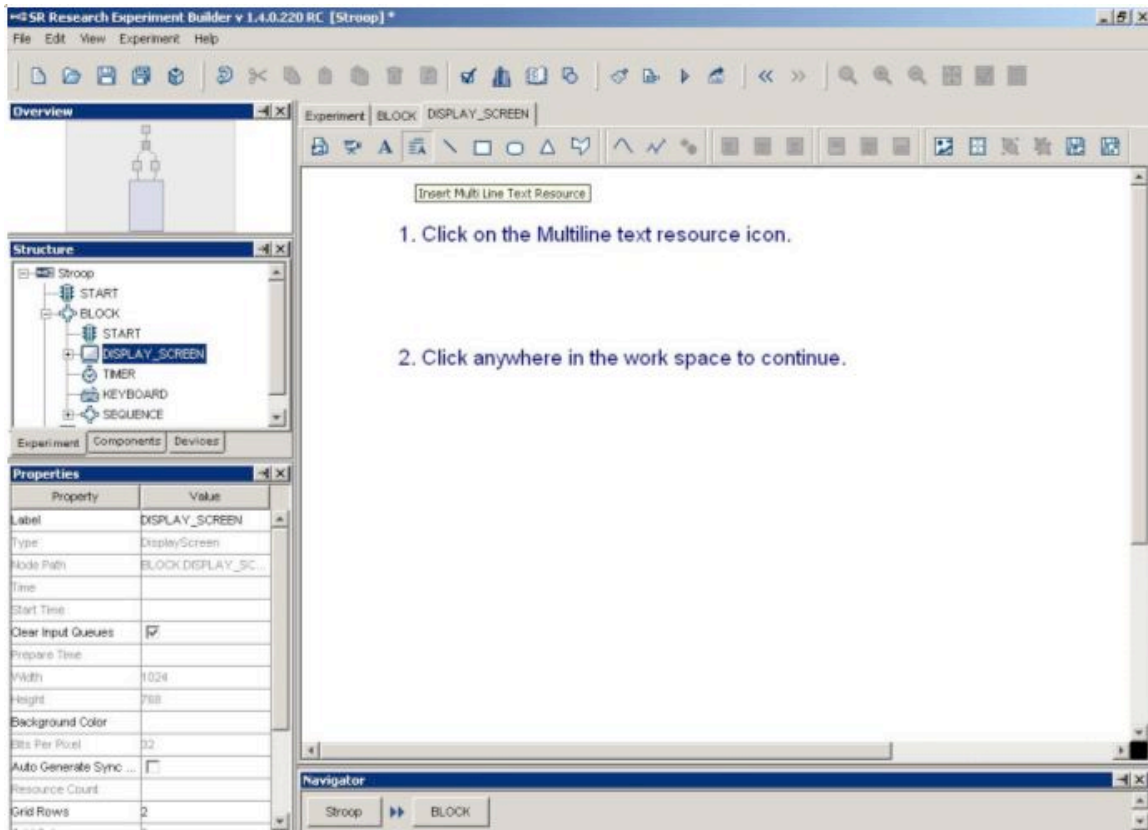 SR Research Experiment Builder v 1.4.0.220 RC [Stroop] *
File Edit View Experiment Help
Overview
Experiment BLOCK DISPLAY_SCREEN
Insert Multi Line Text Resource
1. Click on the Multiline text resource icon.
2. Click anywhere in the work space to continue.
Structure
Stroop
START
BLOCK
START
DISPLAY_SCREEN
TIMER
KEYBOARD
SEQUENCE
Experiment Components Devices
Properties
Property Value
Label DISPLAY_SCREEN
Type DisplayScreen
Node Path BLOCK.DISPLAY_SC...
Time
Start Time
Clear Input Queues
Prepare Time
Width 1024
Height 768
Background Color
Bits Per Pixel 32
Auto Generate Sync ...
Resource Count
Grid Rows 2
Navigator
Stroop BLOCK